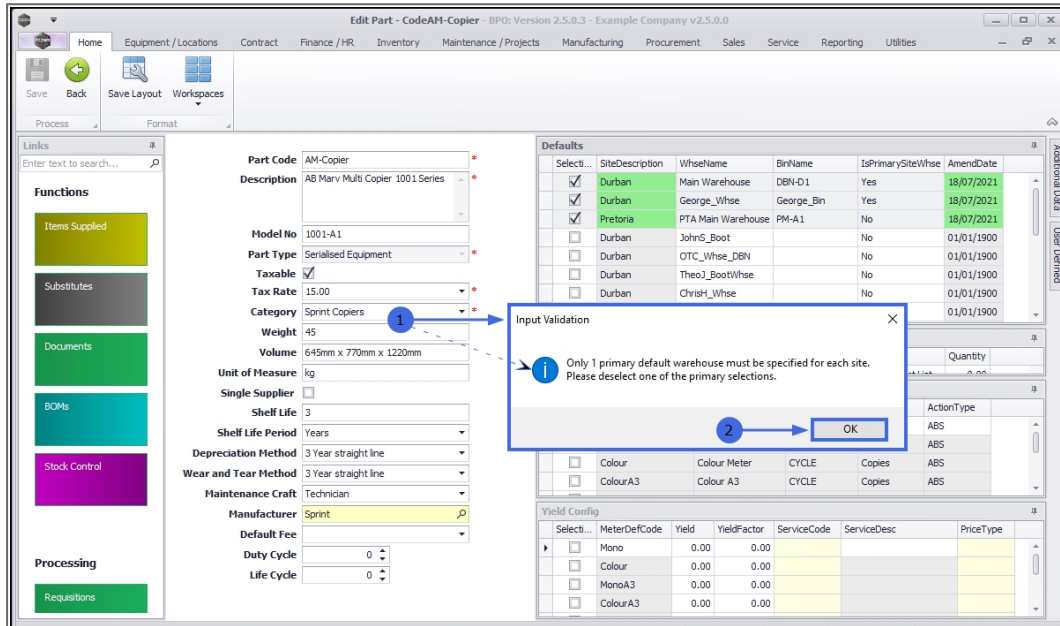 Edit Part - CodeAM-Copier - BPO: Version 2.5.0.3 - Example Company v2.5.0.0
Home Equipment / Locations Contract Finance / HR Inventory Maintenance / Projects Manufacturing Procurement Sales Service Reporting Utilities
Save Back Save Layout Workspaces
Process Format
Links
Enter text to search...
Functions
Items Supplied
Substitutes
Documents
BOMs
Stock Control
Processing
Requisitions
Part Code AM-Copier *
Description AB Marv Multi Copier 1001 Series *
Model No 1001-A1
Part Type Serialised Equipment *
Taxable
Tax Rate 15.00 *
Category Sprint Copiers *
Weight 45
Volume 645mm x 770mm x 1220mm
Unit of Measure kg
Single Supplier
Shelf Life 3
Shelf Life Period Years
Depreciation Method 3 Year straight line
Wear and Tear Method 3 Year straight line
Maintenance Craft Technician
Manufacturer Sprint
Default Fee
Duty Cycle 0
Life Cycle 0
Defaults
Selecti... SiteDescription WhseName BinName IsPrimarySiteWhse AmendDate
Durban Main Warehouse DBN-D1 Yes 18/07/2021
Durban George_Whse George_Bin Yes 18/07/2021
Pretoria PTA Main Warehouse PM-A1 No 18/07/2021
Durban JohnS_Boot No 01/01/1900
Durban OTC_Whse_DBN No 01/01/1900
Durban TheoJ_BootWhse No 01/01/1900
Durban ChrisH_Whse No 01/01/1900
01/01/1900
1
Input Validation
Only 1 primary default warehouse must be specified for each site.
Please deselect one of the primary selections.
2
OK
Quantity
0.00
ActionType
ABS
ABS
Colour Colour Meter CYCLE Copies ABS
ColourA3 Colour A3 CYCLE Copies ABS
Yield Config
Selecti... MeterDefCode Yield YieldFactor ServiceCode ServiceDesc PriceType
Mono 0.00 0.00
Colour 0.00 0.00
MonoA3 0.00 0.00
ColourA3 0.00 0.00
Additional Data
User Defined